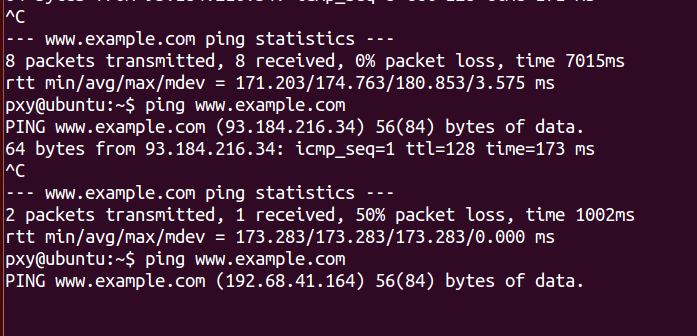 ^C
--- www.example.com ping statistics ---
8 packets transmitted, 8 received, 0% packet loss, time 7015ms
rtt min/avg/max/mdev = 171.203/174.763/180.853/3.575 ms
pxy@ubuntu:~$ ping www.example.com
PING www.example.com (93.184.216.34) 56(84) bytes of data.
64 bytes from 93.184.216.34: icmp_seq=1 ttl=128 time=173 ms
^C
--- www.example.com ping statistics ---
2 packets transmitted, 1 received, 50% packet loss, time 1002ms
rtt min/avg/max/mdev = 173.283/173.283/173.283/0.000 ms
pxy@ubuntu:~$ ping www.example.com
PING www.example.com (192.68.41.164) 56(84) bytes of data.